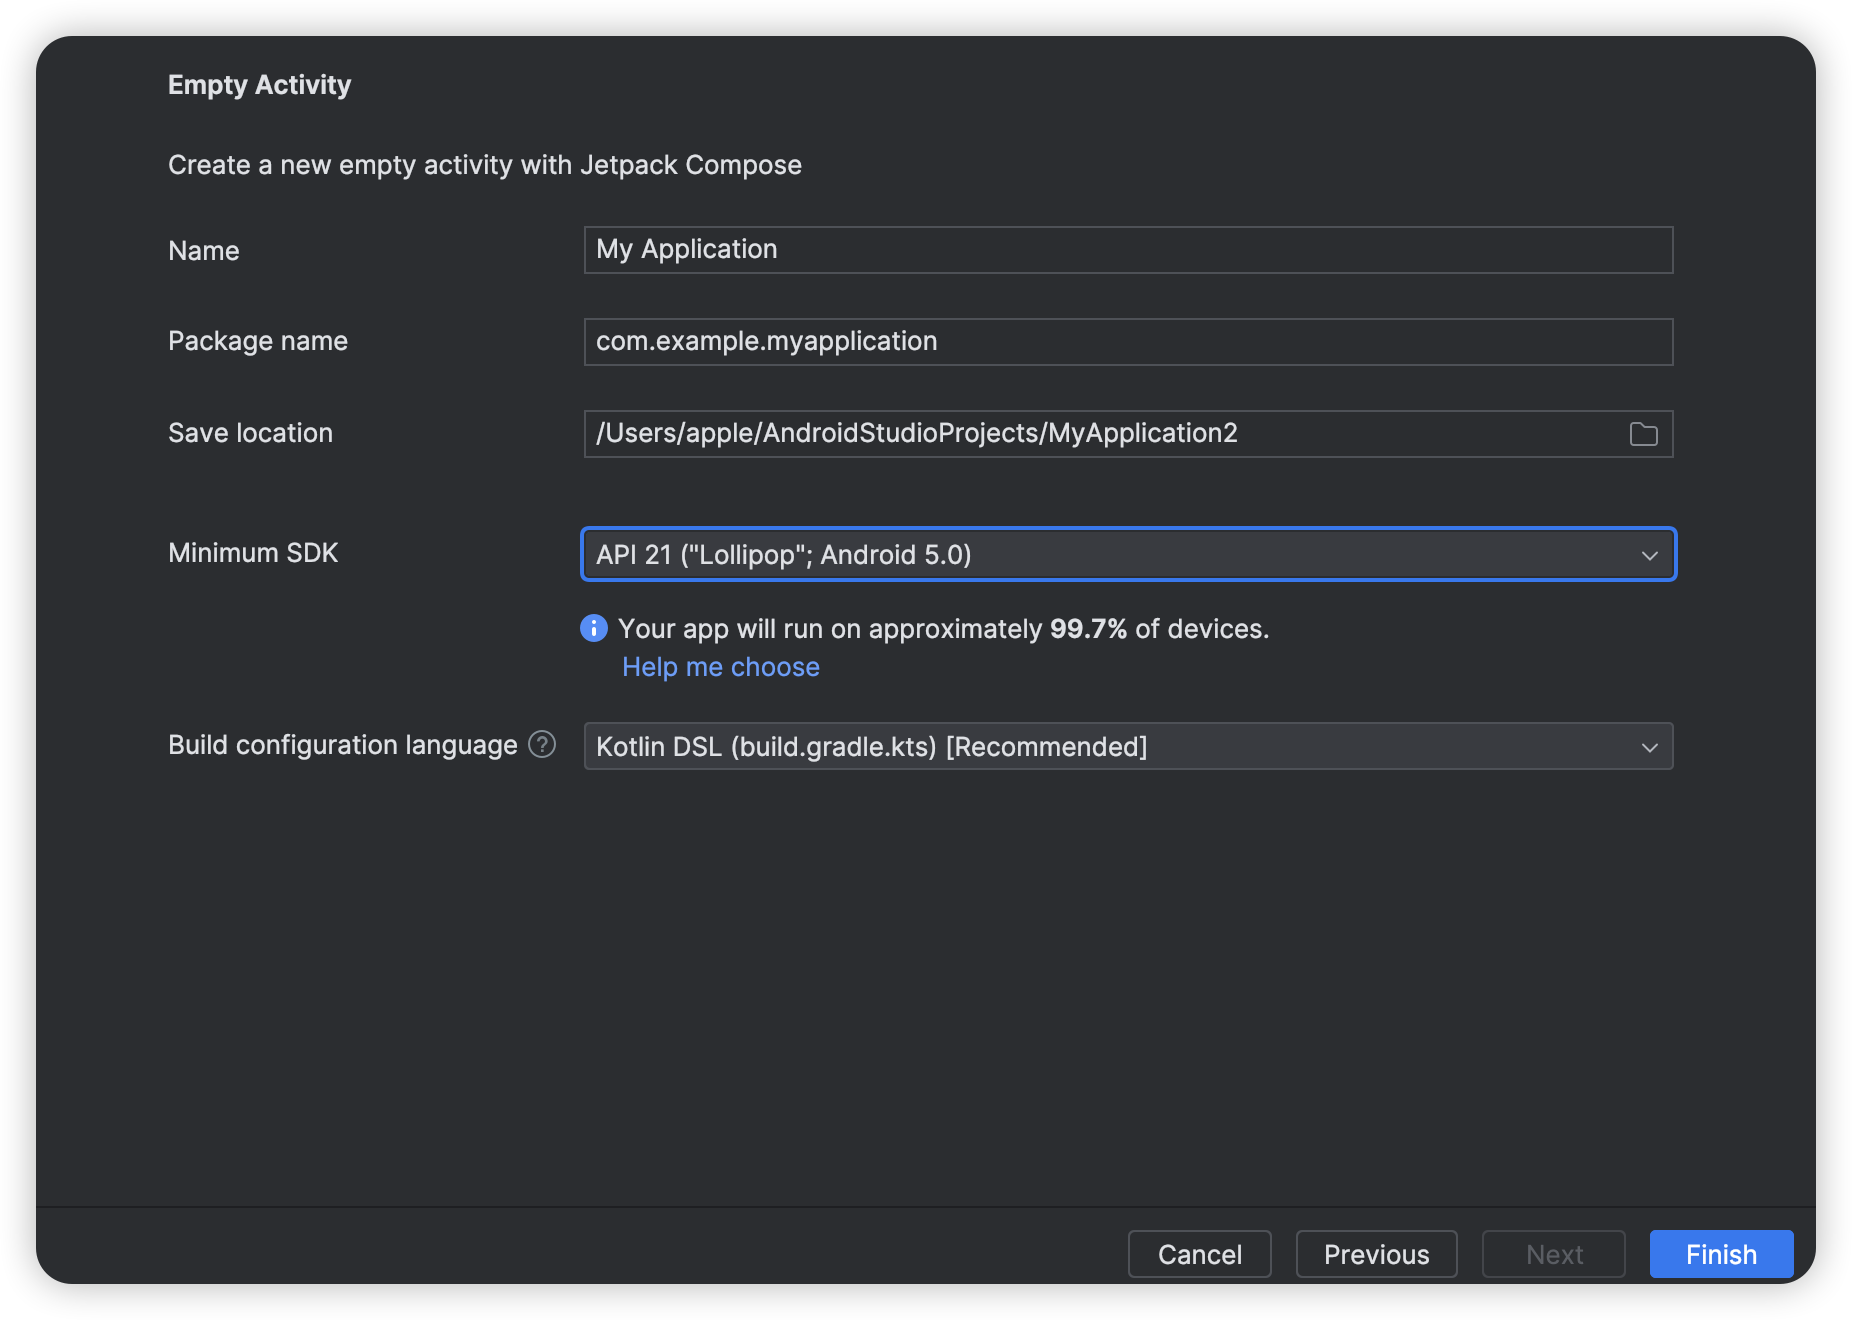 Empty Activity
Create a new empty activity with Jetpack Compose
Name
My Application
Package name
com.example.myapplication
Save location
/Users/apple/AndroidStudioProjects/MyApplication2
Minimum SDK
API 21 ("Lollipop"; Android 5.0)
Your app will run on approximately 99.7% of devices.
Help me choose
Build configuration language ?
Kotlin DSL (build.gradle.kts) [Recommended]
Cancel
Previous
Next
Finish